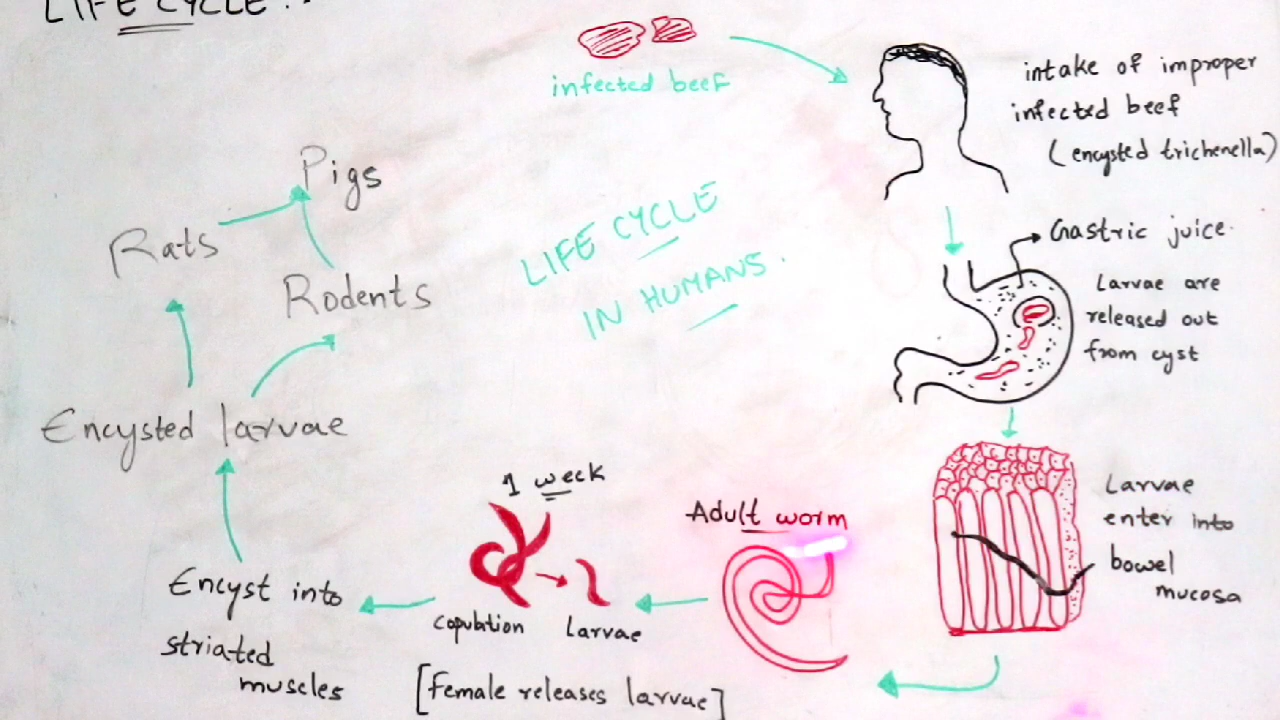 LIFE CYCLE :
infected beef
intake of improper
infected beef
(encysted trichenella)
Gastric juice.
Larvae are
released out
from cyst
Larvae
enter into
bowel
mucosa
Adult worm
1 week
copulation Larvae
[Female releases larvae]
Encyst into
striated
muscles
Encysted larvae
Rats
Rodents
Pigs
LIFE CYCLE
IN HUMANS.